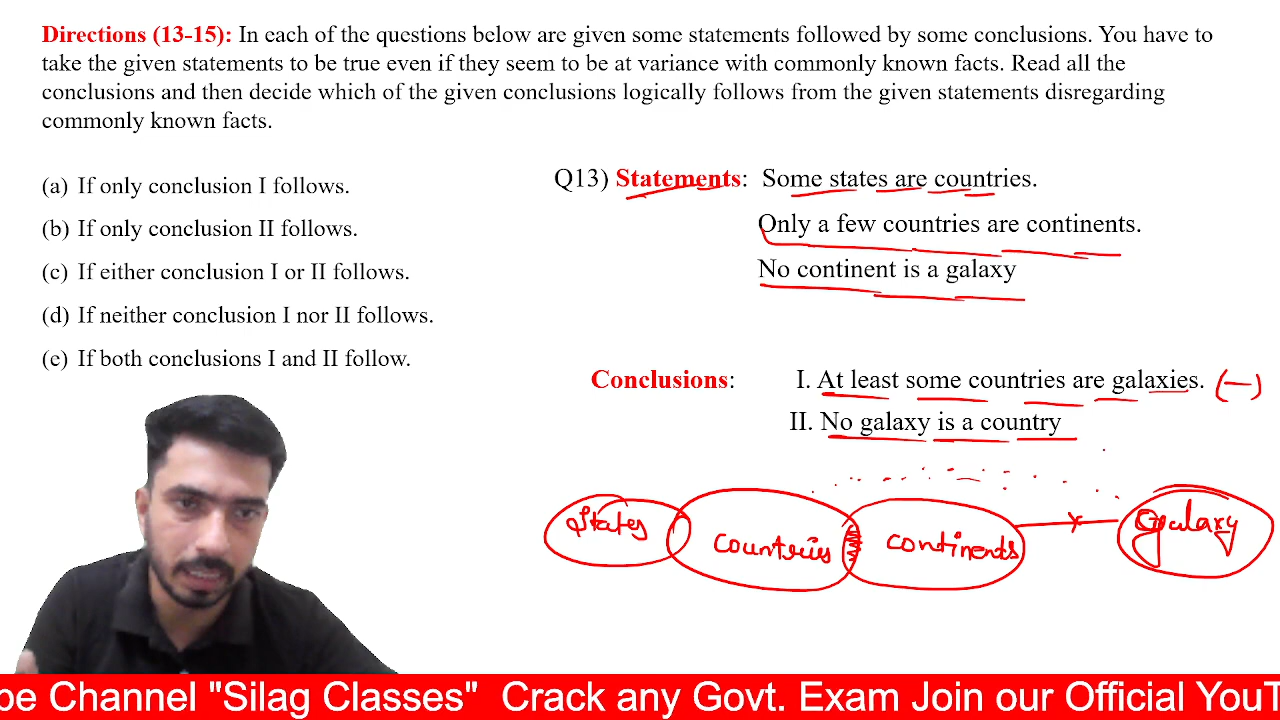 Directions (13-15): In each of the questions below are given some statements followed by some conclusions. You have to
take the given statements to be true even if they seem to be at variance with commonly known facts. Read all the
conclusions and then decide which of the given conclusions logically follows from the given statements disregarding
commonly known facts.
(a) If only conclusion I follows.
(b) If only conclusion II follows.
(c) If either conclusion I or II follows.
(d) If neither conclusion I nor II follows.
(e) If both conclusions I and II follow.
Q13) Statements: Some states are countries.
Only a few countries are continents.
No continent is a galaxy
Conclusions: I. At least some countries are galaxies. (—)
II. No galaxy is a country
States countries continents Galaxy
be Channel "Silag Classes" Crack any Govt. Exam Join our Official YouT